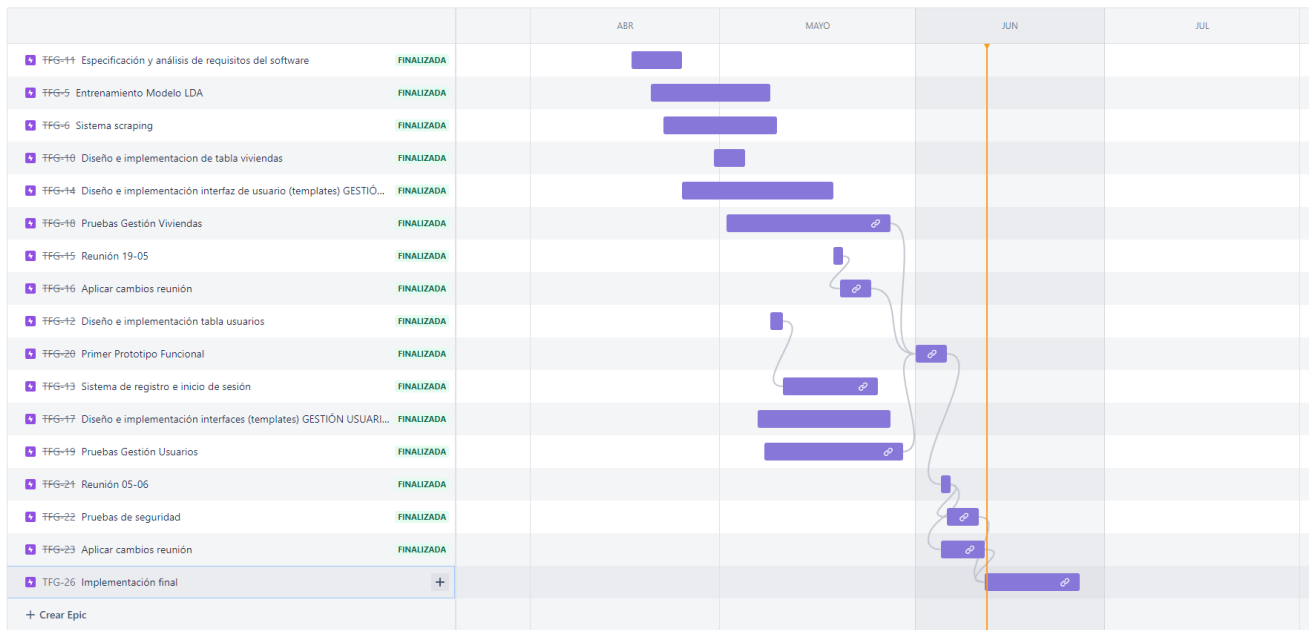 ABR MAYO JUN JUL
TFG-11 Especificación y análisis de requisitos del software FINALIZADA
TFG-5 Entrenamiento Modelo LDA FINALIZADA
TFG-6 Sistema scraping FINALIZADA
TFG-10 Diseño e implementacion de tabla viviendas FINALIZADA
TFG-14 Diseño e implementación interfaz de usuario (templates) GESTIÓ... FINALIZADA
TFG-18 Pruebas Gestión Viviendas FINALIZADA
TFG-15 Reunión 19-05 FINALIZADA
TFG-16 Aplicar cambios reunión FINALIZADA
TFG-12 Diseño e implementación tabla usuarios FINALIZADA
TFG-20 Primer Prototipo Funcional FINALIZADA
TFG-13 Sistema de registro e inicio de sesión FINALIZADA
TFG-17 Diseño e implementación interfaces (templates) GESTIÓN USUARI... FINALIZADA
TFG-19 Pruebas Gestión Usuarios FINALIZADA
TFG-21 Reunión 05-06 FINALIZADA
TFG-22 Pruebas de seguridad FINALIZADA
TFG-23 Aplicar cambios reunión FINALIZADA
TFG-26 Implementación final +
+ Crear Epic